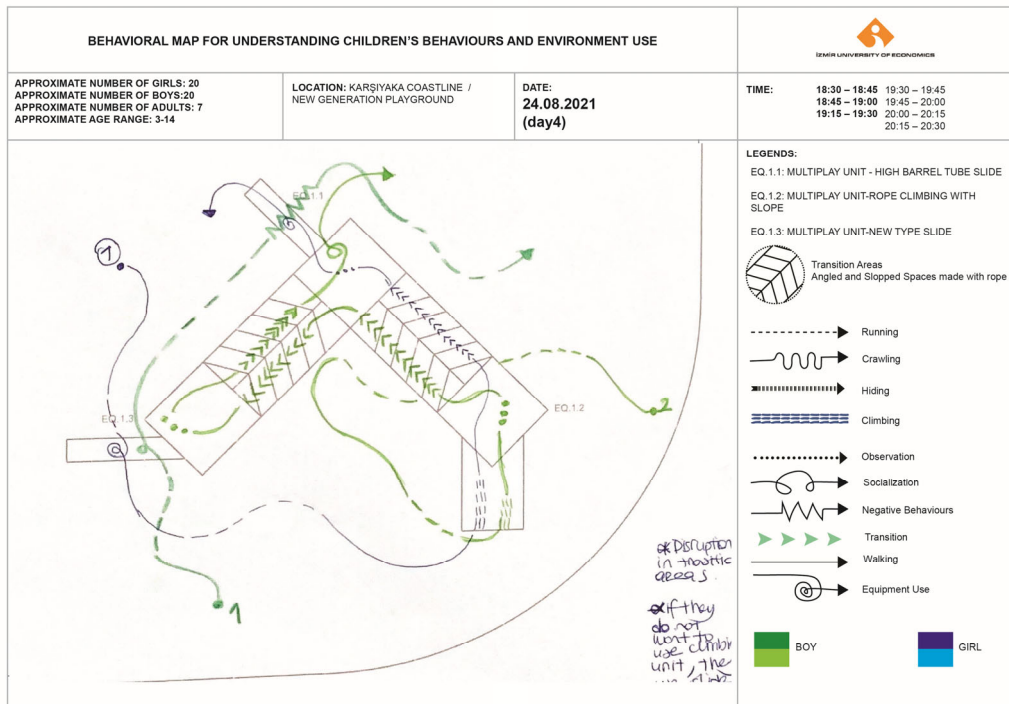 BEHAVIORAL MAP FOR UNDERSTANDING CHILDREN'S BEHAVIOURS AND ENVIRONMENT USE
İZMİR UNIVERSITY OF ECONOMICS
APPROXIMATE NUMBER OF GIRLS: 20
APPROXIMATE NUMBER OF BOYS:20
APPROXIMATE NUMBER OF ADULTS: 7
APPROXIMATE AGE RANGE: 3-14
LOCATION: KARŞIYAKA COASTLINE /
NEW GENERATION PLAYGROUND
DATE:
24.08.2021
(day4)
TIME:
18:30 – 18:45 19:30 – 19:45
18:45 – 19:00 19:45 – 20:00
19:15 – 19:30 20:00 – 20:15
20:15 – 20:30
EQ.1.1
1
EQ.1.3
EQ.1.2
2
1
*Disruption
in traffic
areas.
*if they
do not
want to
use climbi
unit, the
LEGENDS:
EQ.1.1: MULTIPLAY UNIT - HIGH BARREL TUBE SLIDE
EQ.1.2: MULTIPLAY UNIT-ROPE CLIMBING WITH
SLOPE
EQ.1.3: MULTIPLAY UNIT-NEW TYPE SLIDE
Transition Areas
Angled and Slopped Spaces made with rope
Running
Crawling
Hiding
Climbing
Observation
Socialization
Negative Behaviours
Transition
Walking
Equipment Use
BOY
GIRL